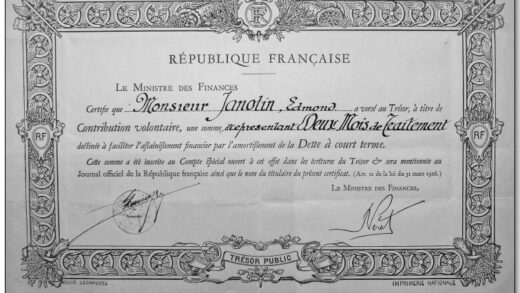 RÉPUBLIQUE FRANÇAISE
LE MINISTRE DES FINANCES
Certifie que Monsieur Janolin, Edmond a versé au Trésor, à titre de
Contribution volontaire, une somme représentant Deux Mois de traitement
destinée à faciliter l'assainissement financier par l'amortissement de la Dette à court terme.
Cette somme a été inscrite au Compte spécial ouvert à cet effet dans les écritures du Trésor & sera mentionnée au
Journal officiel de la République française ainsi que le nom du titulaire du présent certificat. (Art. 22 de la loi du 31 mars 1926.)
LE MINISTRE DES FINANCES,
RF
RF
TRÉSOR PUBLIC
LOUIS LECHAUDEL
IMPRIMERIE NATIONALE